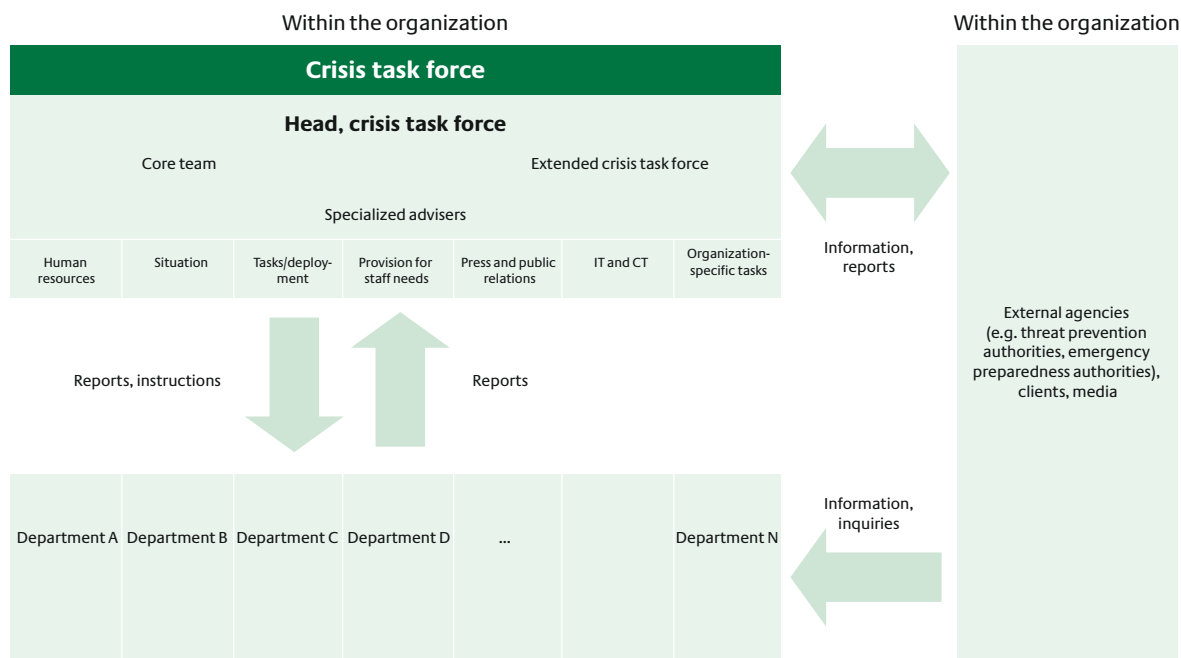 Within the organization
Within the organization
Crisis task force
Head, crisis task force
Core team
Extended crisis task force
Specialized advisers
Human
resources
Situation
Tasks/deploy-
ment
Provision for
staff needs
Press and public
relations
IT and CT
Organization-
specific tasks
Information,
reports
External agencies
(e.g. threat prevention
authorities, emergency
preparedness authorities),
clients, media
Reports, instructions
Reports
Information,
inquiries
Department A
Department B
Department C
Department D
...
Department N